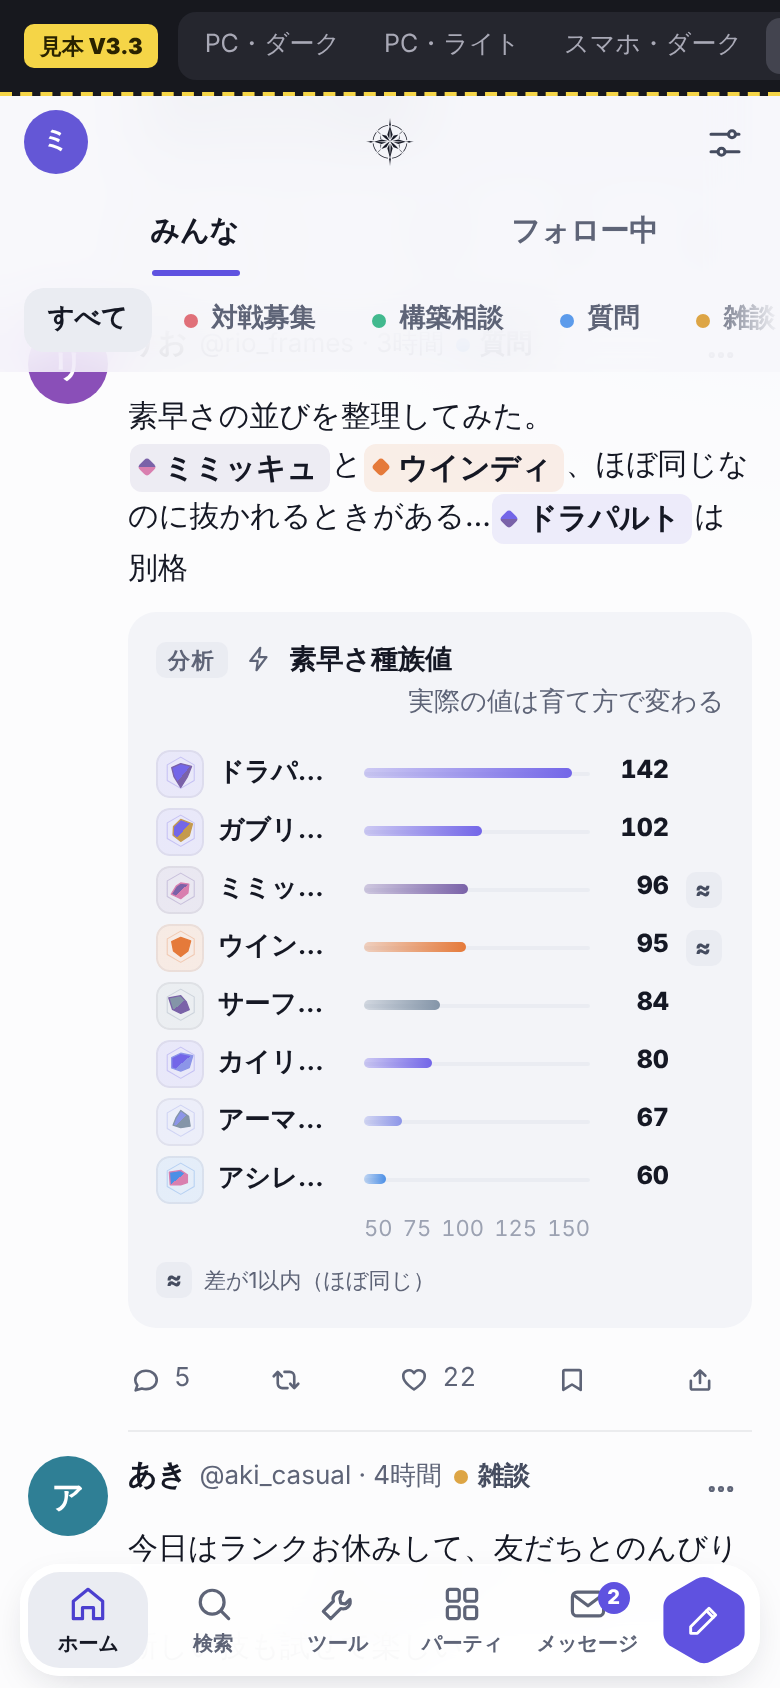 見本 V3.3
PC・ダーク
PC・ライト
スマホ・ダーク
ミ
みんな
フォロー中
すべて
対戦募集
構築相談
質問
雑談
りお @rio_frames · 3時間 質問
素早さの並びを整理してみた。
ミミッキュ と ウインディ 、ほぼ同じな
のに抜かれるときがある… ドラパルト は
別格
分析 素早さ種族値
実際の値は育て方で変わる
ドラパ… 142
ガブリ… 102
ミミッ… 96 ≈
ウイン… 95 ≈
サーフ… 84
カイリ… 80
アーマ… 67
アシレ… 60
50 75 100 125 150
≈ 差が1以内（ほぼ同じ）
5
22
ア
あき @aki_casual · 4時間 雑談
今日はランクお休みして、友だちとのんびり
ホーム
検索
ツール
パーティ
メッセージ
2